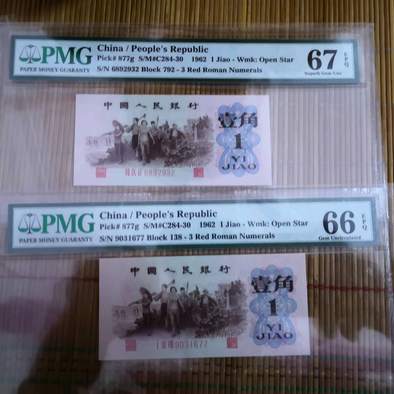 PMG
PAPER MONEY GUARANTY
China / People's Republic
Pick# 877g S/M#C284-30 1962 1 Jiao - Wmk: Open Star
S/N 6892932 Block 792 - 3 Red Roman Numerals
67 EPQ
Superb Gem Unc
中國人民銀行
壹角
1
YI
JIAO
6892932
PMG
PAPER MONEY GUARANTY
China / People's Republic
Pick# 877g S/M#C284-30 1962 1 Jiao - Wmk: Open Star
S/N 9031677 Block 138 - 3 Red Roman Numerals
66 EPQ
Gem Uncirculated
中國人民銀行
壹角
1
YI
JIAO
9031677